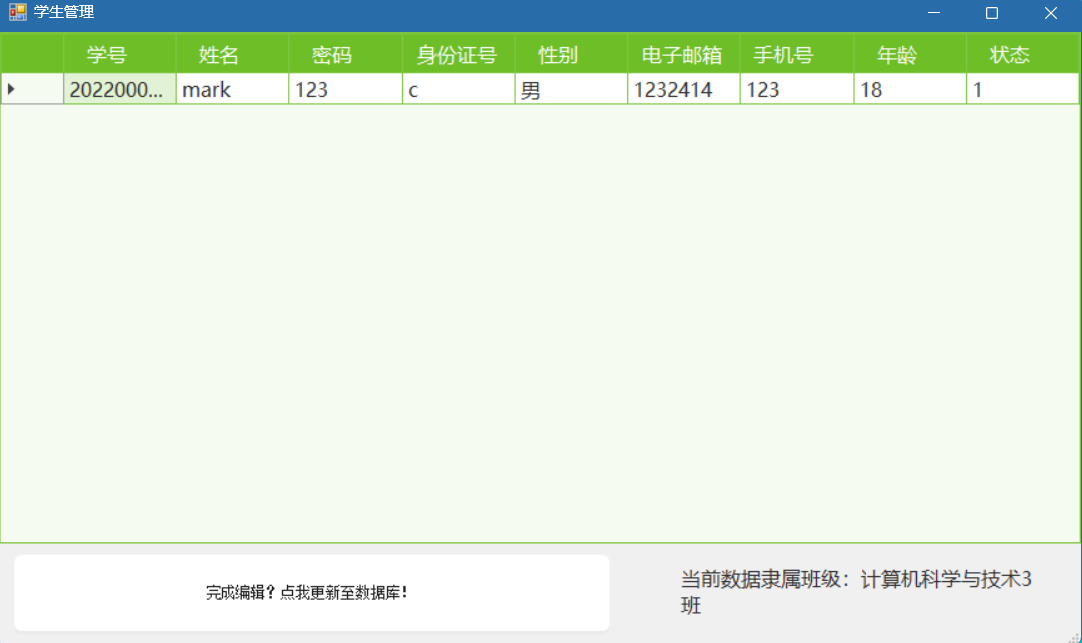 学生管理
学号 姓名 密码 身份证号 性别 电子邮箱 手机号 年龄 状态
2022000... mark 123 c 男 1232414 123 18 1
完成编辑？点我更新至数据库！
当前数据隶属班级：计算机科学与技术3
班